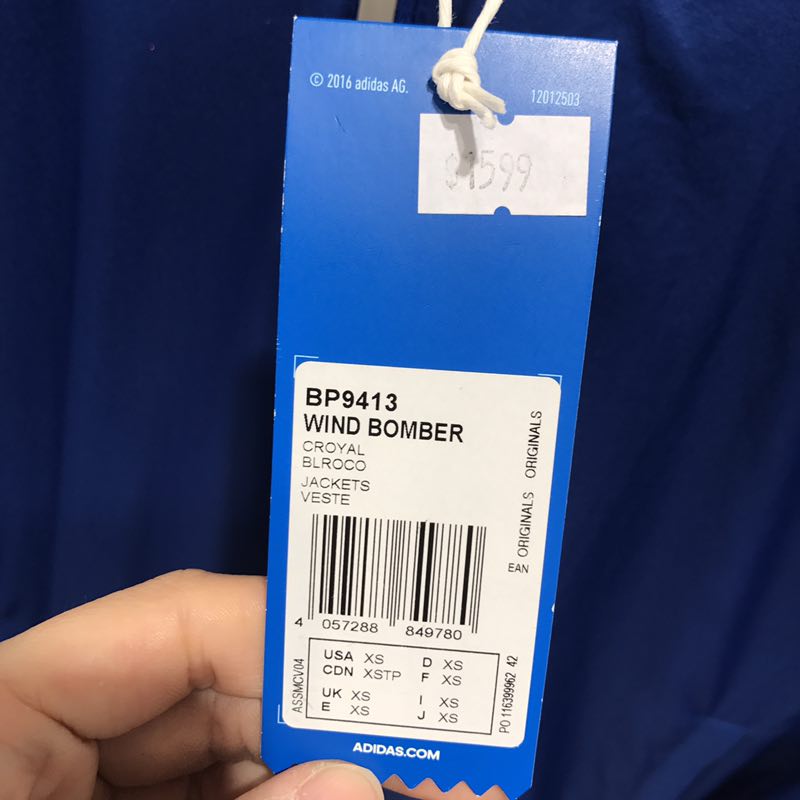 © 2016 adidas AG.
12012503
$1599
BP9413
WIND BOMBER
CROYAL
BLROCO
JACKETS
VESTE
ORIGINALS
ORIGINALS
EAN
4 057288 849780
ASSMCV04
USA XS D XS
CDN XSTP F XS
UK XS I XS
E XS J XS
PO 116399962 42
ADIDAS.COM